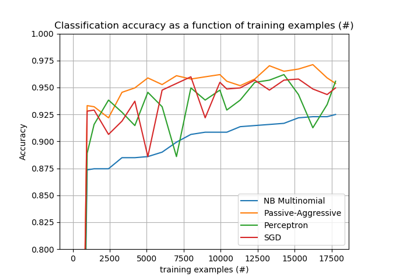 Classification accuracy as a function of training examples (#)
1.000
0.975
0.950
0.925
0.900
0.875
0.850
0.825
0.800
Accuracy
NB Multinomial
Passive-Aggressive
Perceptron
SGD
0 2500 5000 7500 10000 12500 15000 17500
training examples (#)